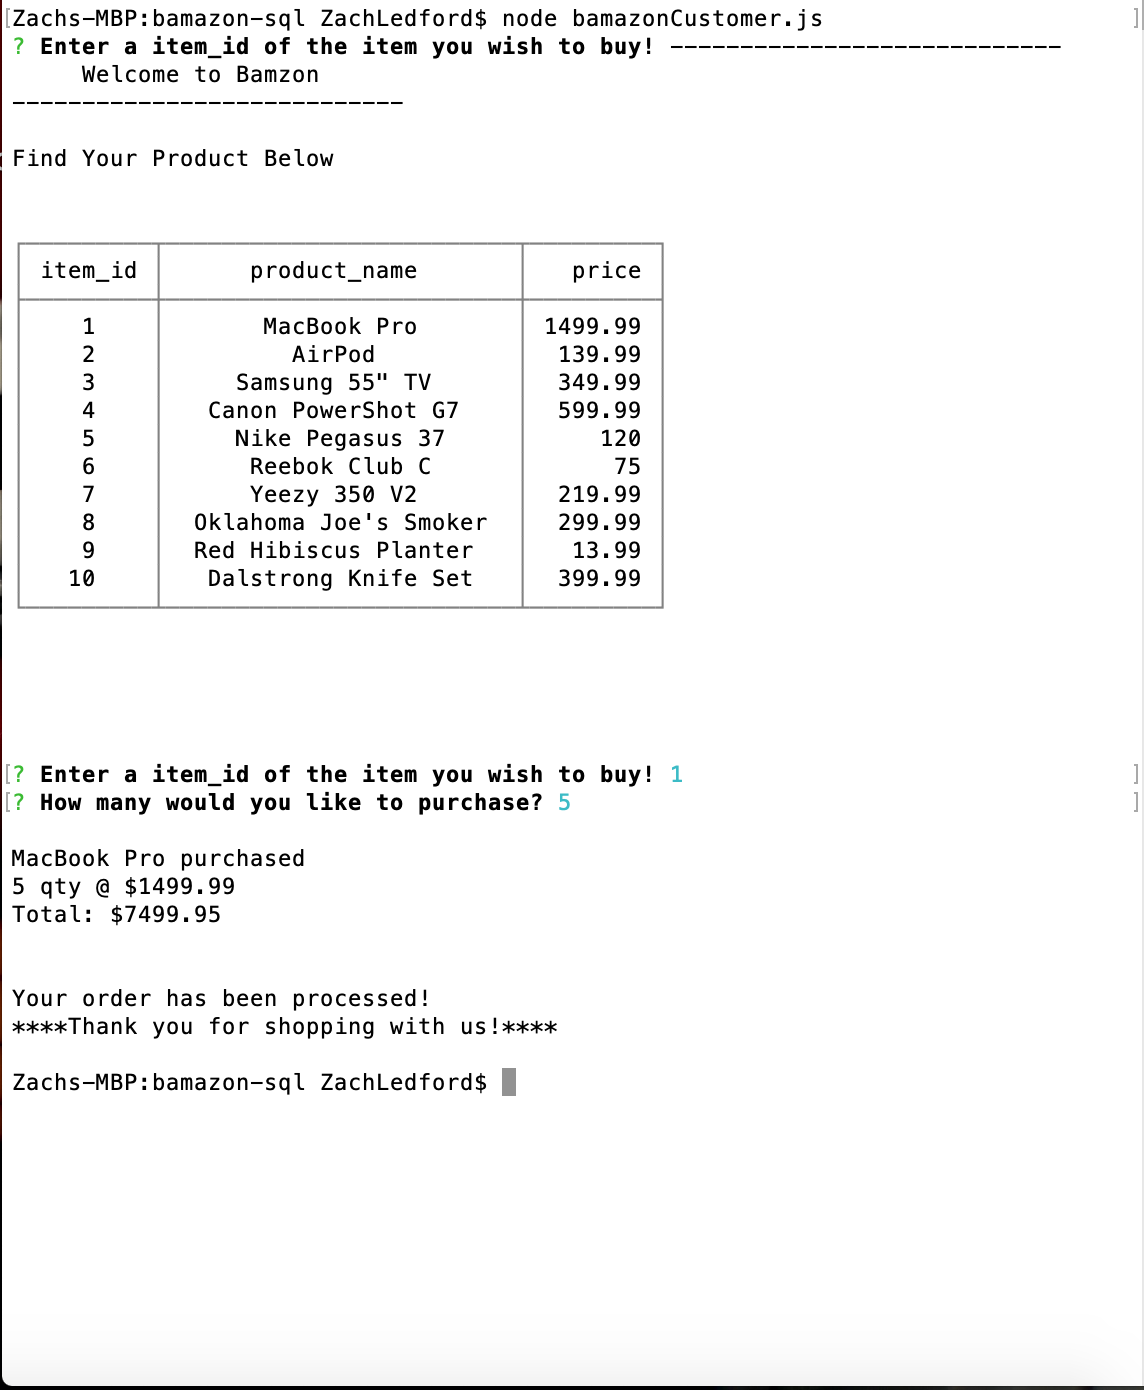 [Zachs-MBP:bamazon-sql ZachLedford$ node bamazonCustomer.js ]
? Enter a item_id of the item you wish to buy! ----------------------------
Welcome to Bamzon
----------------------------
Find Your Product Below
item_id product_name price
1 MacBook Pro 1499.99
2 AirPod 139.99
3 Samsung 55" TV 349.99
4 Canon PowerShot G7 599.99
5 Nike Pegasus 37 120
6 Reebok Club C 75
7 Yeezy 350 V2 219.99
8 Oklahoma Joe's Smoker 299.99
9 Red Hibiscus Planter 13.99
10 Dalstrong Knife Set 399.99
[? Enter a item_id of the item you wish to buy! 1 ]
[? How many would you like to purchase? 5 ]
MacBook Pro purchased
5 qty @ $1499.99
Total: $7499.95
Your order has been processed!
****Thank you for shopping with us!****
Zachs-MBP:bamazon-sql ZachLedford$